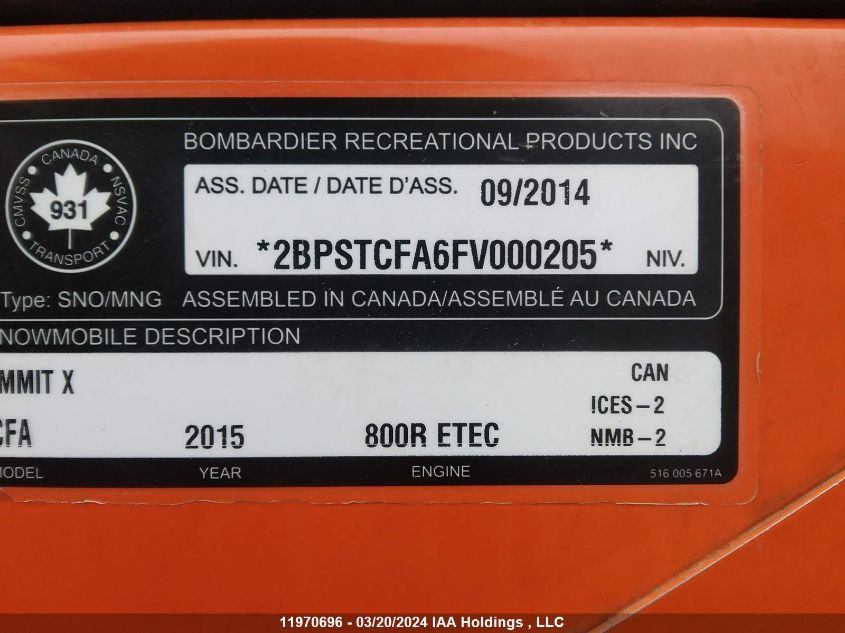 BOMBARDIER RECREATIONAL PRODUCTS INC
CANADA
CMVSS
NSVAC
931
TRANSPORT
ASS. DATE / DATE D'ASS. 09/2014
VIN. *2BPSTCFA6FV000205* NIV.
Type: SNO/MNG ASSEMBLED IN CANADA/ASSEMBLÉ AU CANADA
NOWMOBILE DESCRIPTION
MMIT X CAN
ICES-2
CFA 2015 800R ETEC NMB-2
MODEL YEAR ENGINE 516 005 671A
11970696 - 03/20/2024 IAA Holdings , LLC